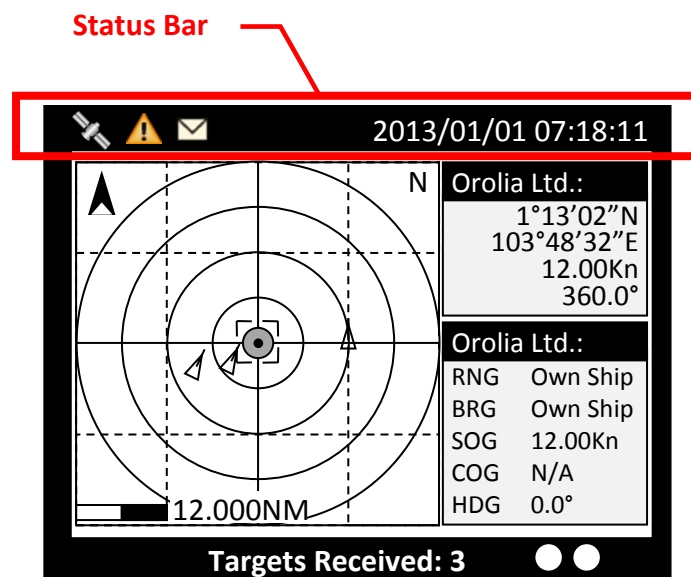 Status Bar
2013/01/01 07:18:11
N
Orolia Ltd.:
1°13’02”N
103°48’32”E
12.00Kn
360.0°
Orolia Ltd.:
RNG Own Ship
BRG Own Ship
SOG 12.00Kn
COG N/A
HDG 0.0°
12.000NM
Targets Received: 3